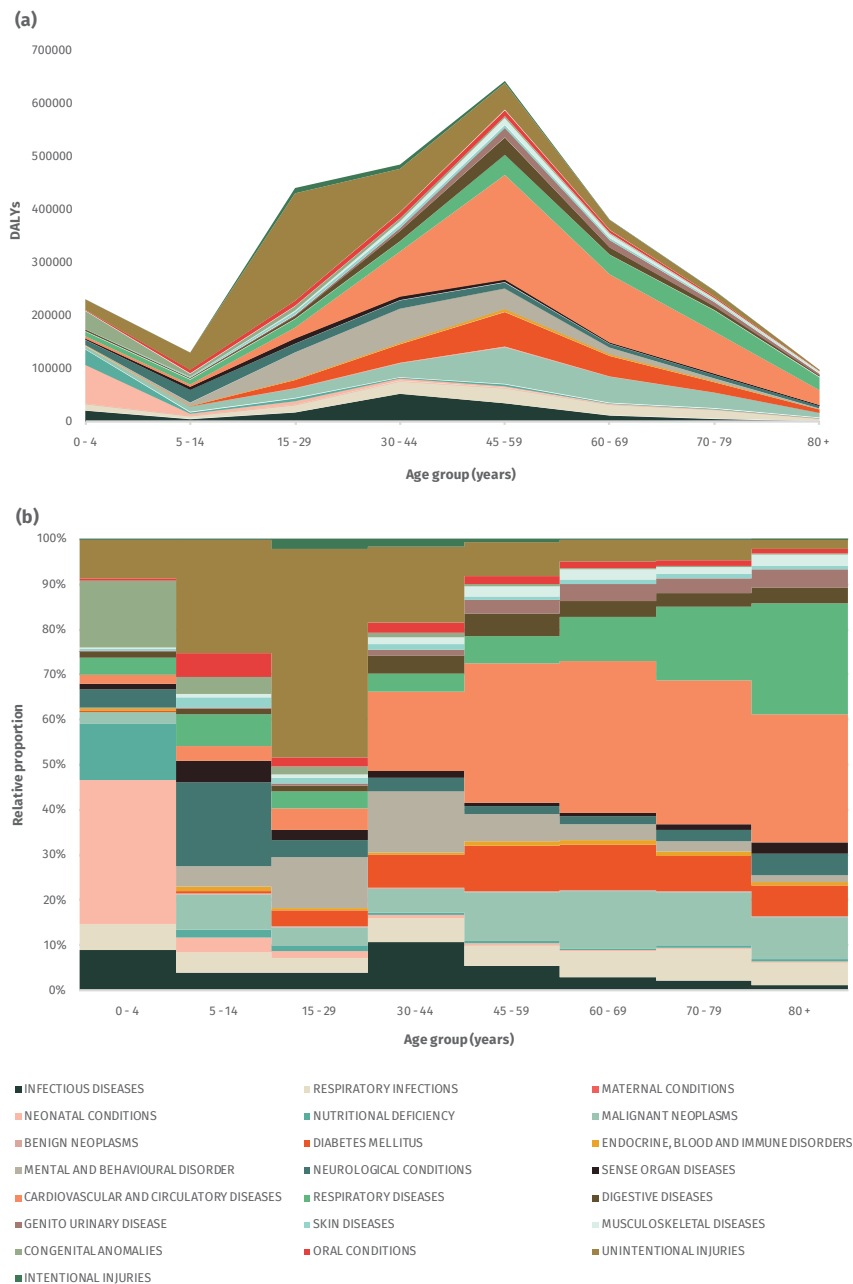 (a)
700000
600000
500000
400000
300000
200000
100000
0
DALYs
0 - 4 5 - 14 15 - 29 30 - 44 45 - 59 60 - 69 70 - 79 80 +
Age group (years)
(b)
100%
90%
80%
70%
60%
50%
40%
30%
20%
10%
0%
Relative proportion
0 - 4 5 - 14 15 - 29 30 - 44 45 - 59 60 - 69 70 - 79 80 +
Age group (years)
INFECTIOUS DISEASES RESPIRATORY INFECTIONS MATERNAL CONDITIONS
NEONATAL CONDITIONS NUTRITIONAL DEFICIENCY MALIGNANT NEOPLASMS
BENIGN NEOPLASMS DIABETES MELLITUS ENDOCRINE, BLOOD AND IMMUNE DISORDERS
MENTAL AND BEHAVIOURAL DISORDER NEUROLOGICAL CONDITIONS SENSE ORGAN DISEASES
CARDIOVASCULAR AND CIRCULATORY DISEASES RESPIRATORY DISEASES DIGESTIVE DISEASES
GENITO URINARY DISEASE SKIN DISEASES MUSCULOSKELETAL DISEASES
CONGENITAL ANOMALIES ORAL CONDITIONS UNINTENTIONAL INJURIES
INTENTIONAL INJURIES